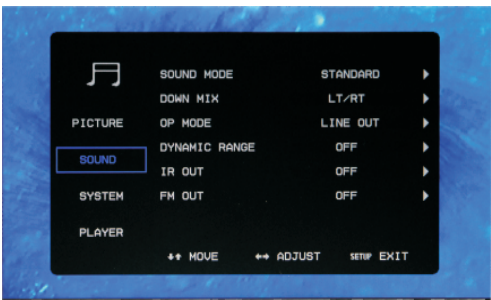 SOUND MODE STANDARD
DOWN MIX LT/RT
PICTURE OP MODE LINE OUT
DYNAMIC RANGE OFF
SOUND
IR OUT OFF
SYSTEM FM OUT OFF
PLAYER
MOVE ADJUST SETUP EXIT